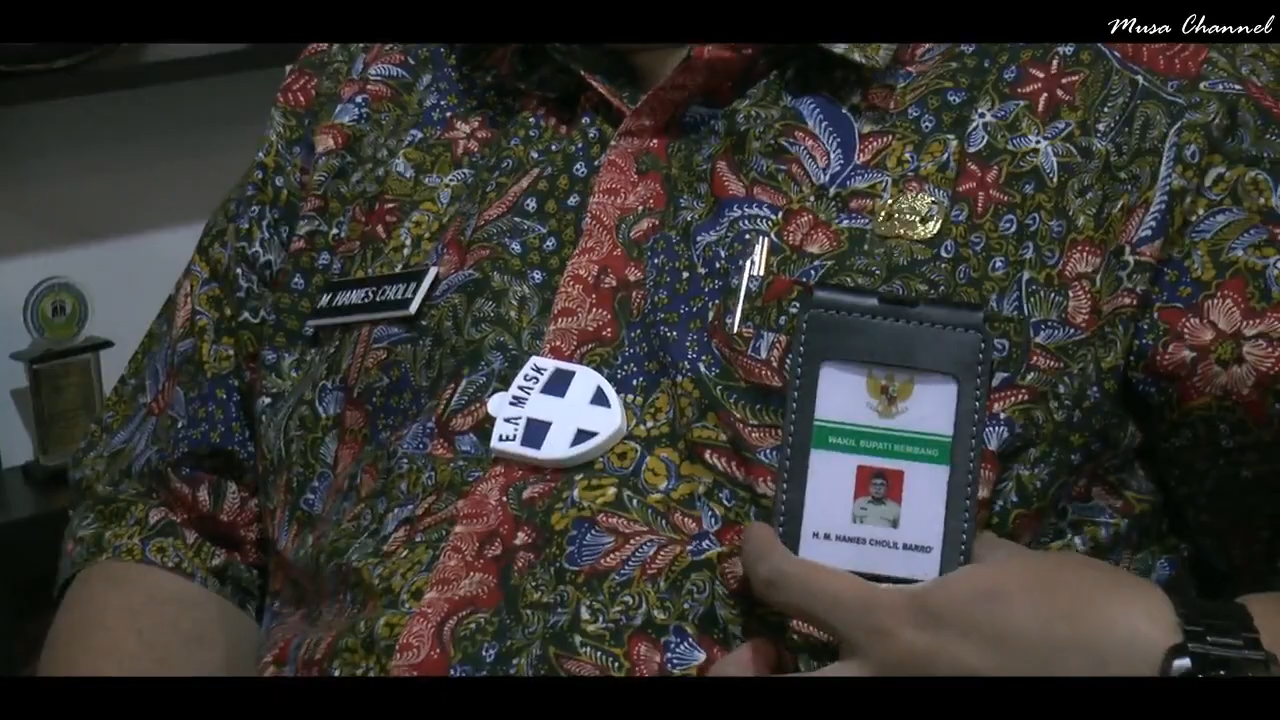 Musa Channel
M. HANIES CHOLIL
E.A MASK
WAKIL BUPATI REMBANG
H. M. HANIES CHOLIL BARRO'